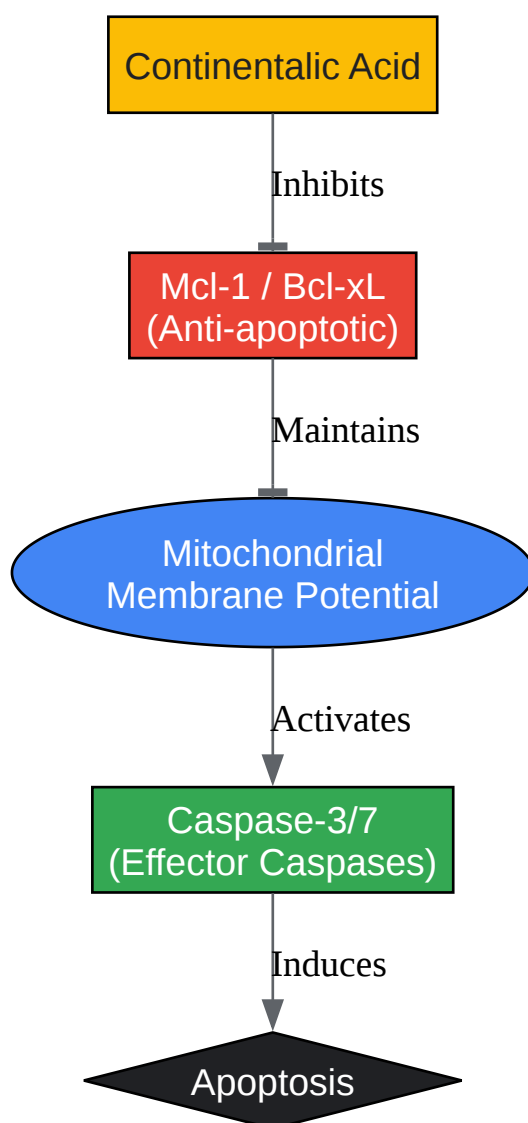 Continentalic Acid
Inhibits
Mcl-1 / Bcl-xL
(Anti-apoptotic)
Maintains
Mitochondrial
Membrane Potential
Activates
Caspase-3/7
(Effector Caspases)
Induces
Apoptosis